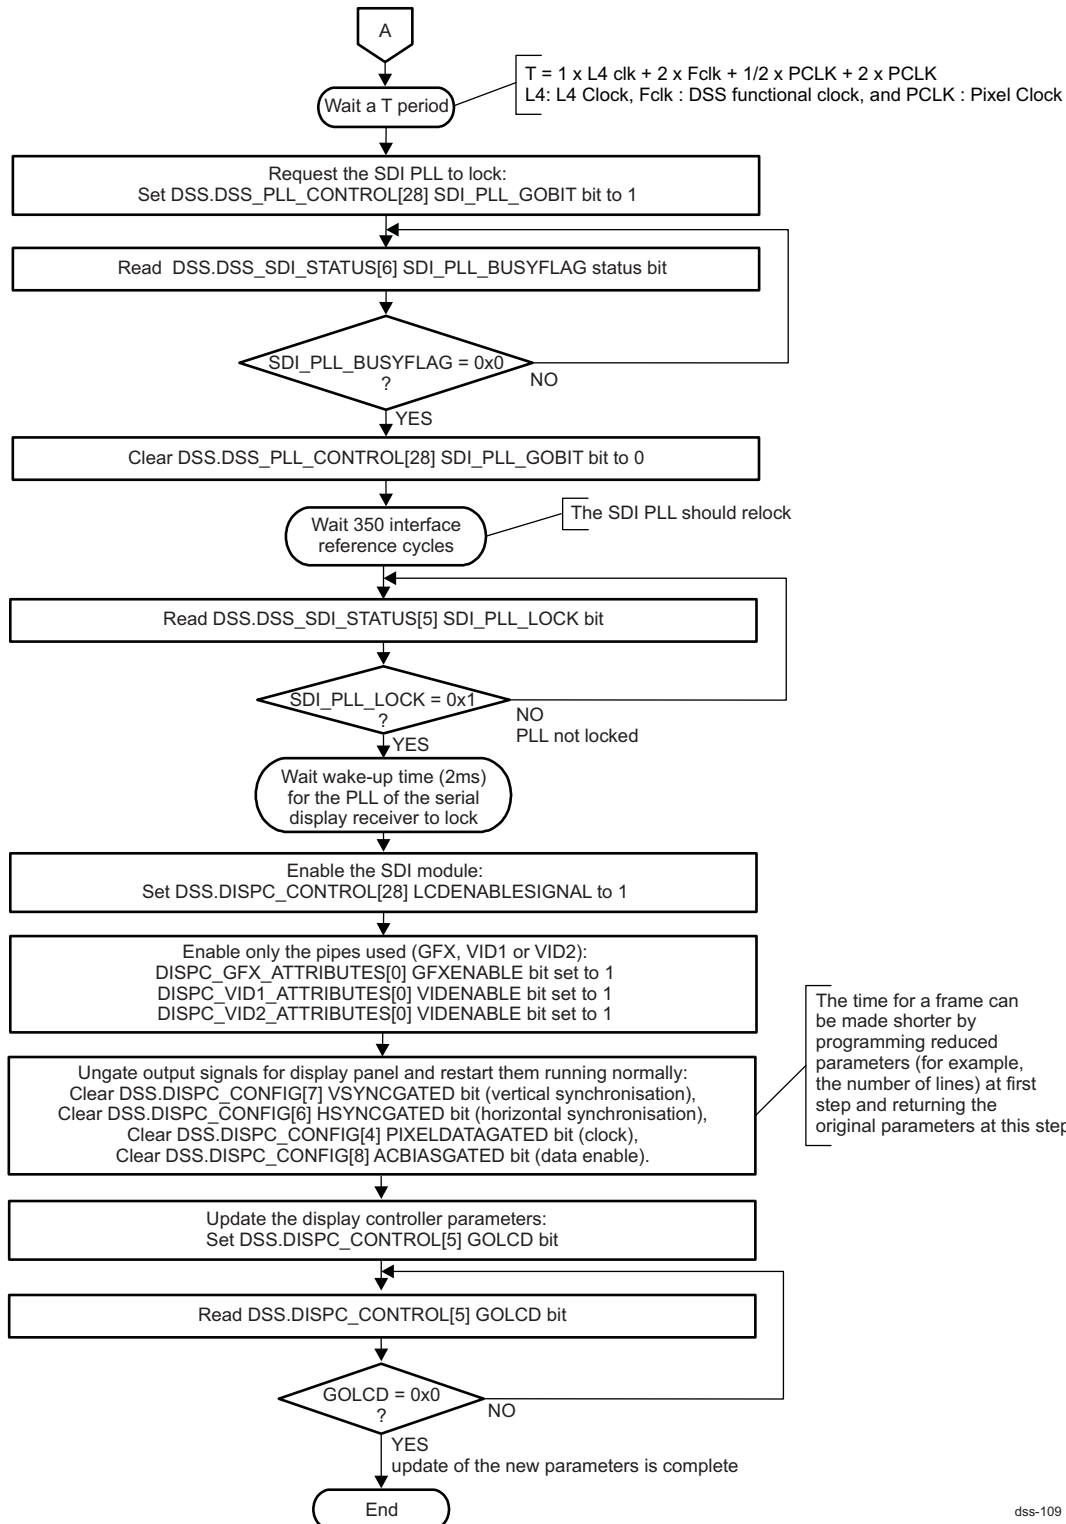 A
T = 1 x L4 clk + 2 x Fclk + 1/2 x PCLK + 2 x PCLK
L4: L4 Clock, Fclk : DSS functional clock, and PCLK : Pixel Clock
Wait a T period
Request the SDI PLL to lock:
Set DSS.DSS_PLL_CONTROL[28] SDI_PLL_GOBIT bit to 1
Read DSS.DSS_SDI_STATUS[6] SDI_PLL_BUSYFLAG status bit
SDI_PLL_BUSYFLAG = 0x0
?
NO
YES
Clear DSS.DSS_PLL_CONTROL[28] SDI_PLL_GOBIT bit to 0
Wait 350 interface
reference cycles
The SDI PLL should relock
Read DSS.DSS_SDI_STATUS[5] SDI_PLL_LOCK bit
SDI_PLL_LOCK = 0x1
?
NO
PLL not locked
YES
Wait wake-up time (2ms)
for the PLL of the serial
display receiver to lock
Enable the SDI module:
Set DSS.DISPC_CONTROL[28] LCDENABLESIGNAL to 1
Enable only the pipes used (GFX, VID1 or VID2):
DISPC_GFX_ATTRIBUTES[0] GFXENABLE bit set to 1
DISPC_VID1_ATTRIBUTES[0] VIDENABLE bit set to 1
DISPC_VID2_ATTRIBUTES[0] VIDENABLE bit set to 1
Ungate output signals for display panel and restart them running normally:
Clear DSS.DISPC_CONFIG[7] VSYNCGATED bit (vertical synchronisation),
Clear DSS.DISPC_CONFIG[6] HSYNCGATED bit (horizontal synchronisation),
Clear DSS.DISPC_CONFIG[4] PIXELDATAGATED bit (clock),
Clear DSS.DISPC_CONFIG[8] ACBIASGATED bit (data enable).
The time for a frame can
be made shorter by
programming reduced
parameters (for example,
the number of lines) at first
step and returning the
original parameters at this step
Update the display controller parameters:
Set DSS.DISPC_CONTROL[5] GOLCD bit
Read DSS.DISPC_CONTROL[5] GOLCD bit
GOLCD = 0x0
?
NO
YES
update of the new parameters is complete
End
dss-109